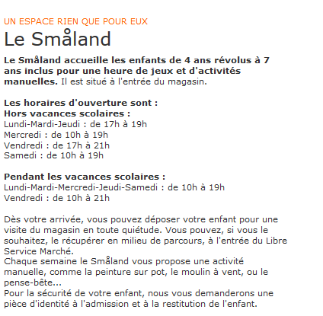 UN ESPACE RIEN QUE POUR EUX
Le Småland
Le Småland accueille les enfants de 4 ans révolus à 7
ans inclus pour une heure de jeux et d'activités
manuelles. Il est situé à l'entrée du magasin.
Les horaires d'ouverture sont :
Hors vacances scolaires :
Lundi-Mardi-Jeudi : de 17h à 19h
Mercredi : de 10h à 19h
Vendredi : de 17h à 21h
Samedi : de 10h à 19h
Pendant les vacances scolaires :
Lundi-Mardi-Mercredi-Jeudi-Samedi : de 10h à 19h
Vendredi : de 10h à 21h
Dès votre arrivée, vous pouvez déposer votre enfant pour une
visite du magasin en toute quiétude. Vous pouvez, si vous le
souhaitez, le récupérer en milieu de parcours, à l'entrée du Libre
Service Marché.
Chaque semaine le Småland vous propose une activité
manuelle, comme la peinture sur pot, le moulin à vent, ou le
pense-bête...
Pour la sécurité de votre enfant, nous vous demanderons une
pièce d'identité à l'admission et à la restitution de l'enfant.